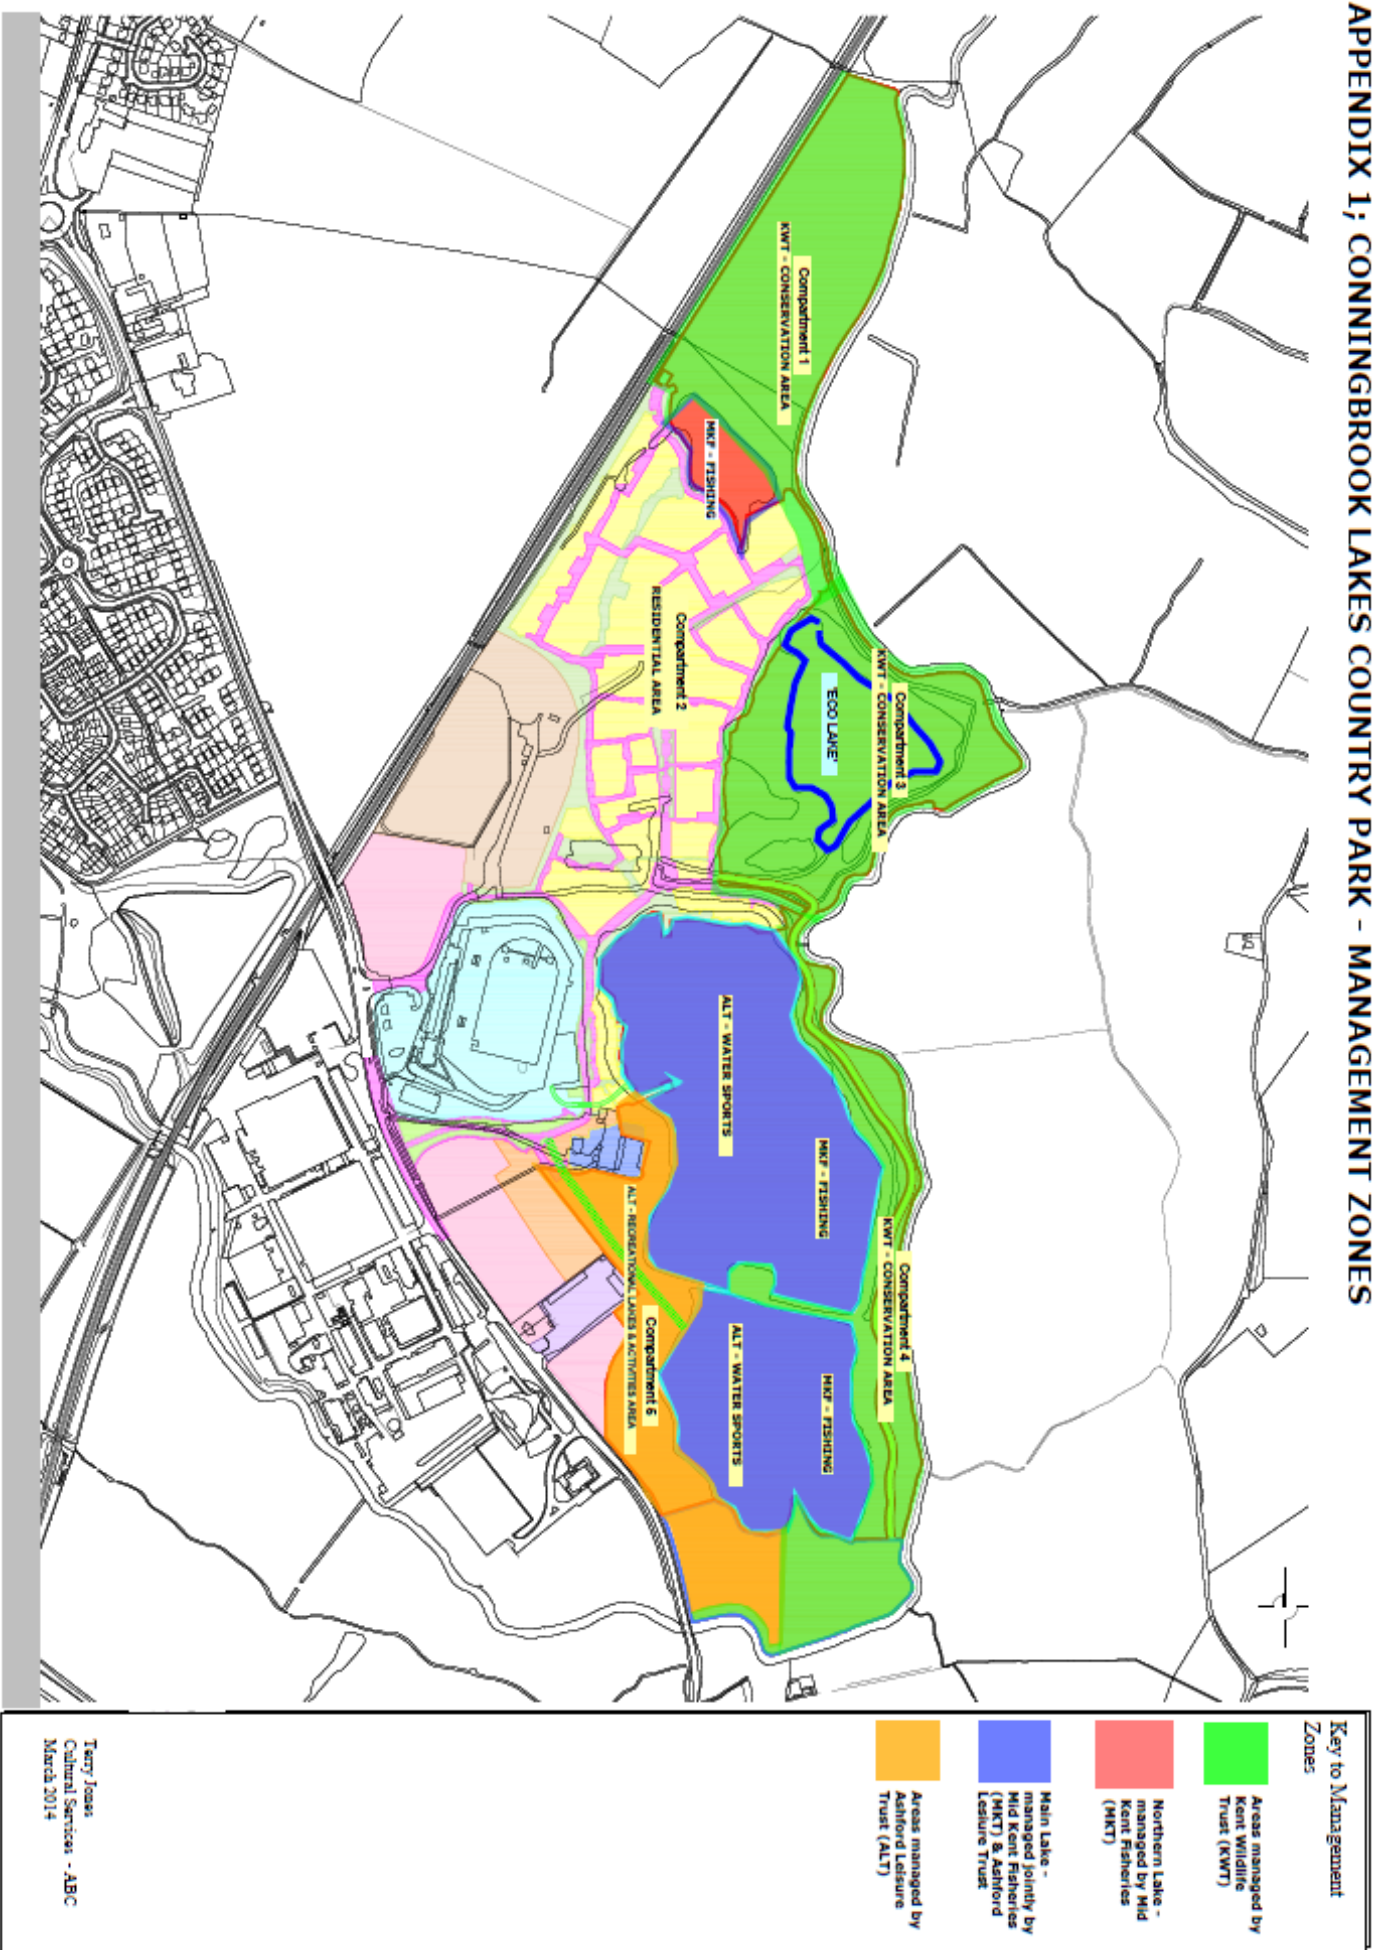 APPENDIX 1; CONNINGBROOK LAKES COUNTRY PARK - MANAGEMENT ZONES
Compartment 1
KWT - CONSERVATION AREA
MKF - FISHING
Compartment 2
RESIDENTIAL AREA
Compartment 3
KWT - CONSERVATION AREA
'ECO LAKE'
ALT - WATER SPORTS
MKF - FISHING
Compartment 4
KWT - CONSERVATION AREA
ALT - WATER SPORTS
MKF - FISHING
Compartment 6
ALT - RECREATIONAL LAKES & ACTIVITIES AREA
Key to Management
Zones
Areas managed by
Kent Wildlife
Trust (KWT)
Northern Lake -
managed by Mid
Kent Fisheries
(MKT)
Main Lake -
managed jointly by
Mid Kent Fisheries
(MKT) & Ashford
Lesiure Trust
Areas managed by
Ashford Leisure
Trust (ALT)
Terry Jones
Cultural Services - ABC
March 2014